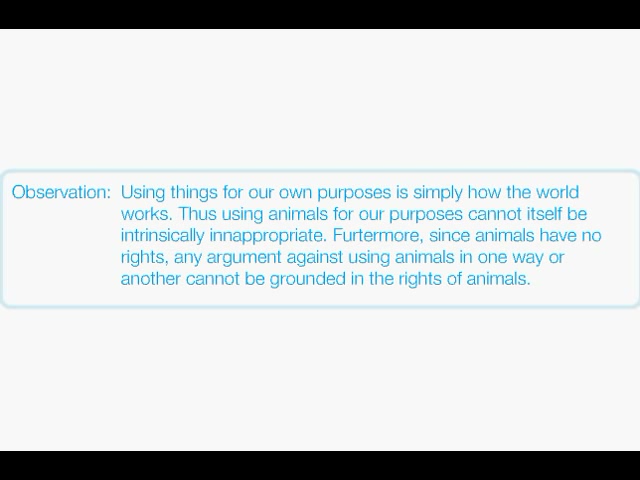 Observation: Using things for our own purposes is simply how the world
works. Thus using animals for our purposes cannot itself be
intrinsically innappropriate. Furtermore, since animals have no
rights, any argument against using animals in one way or
another cannot be grounded in the rights of animals.